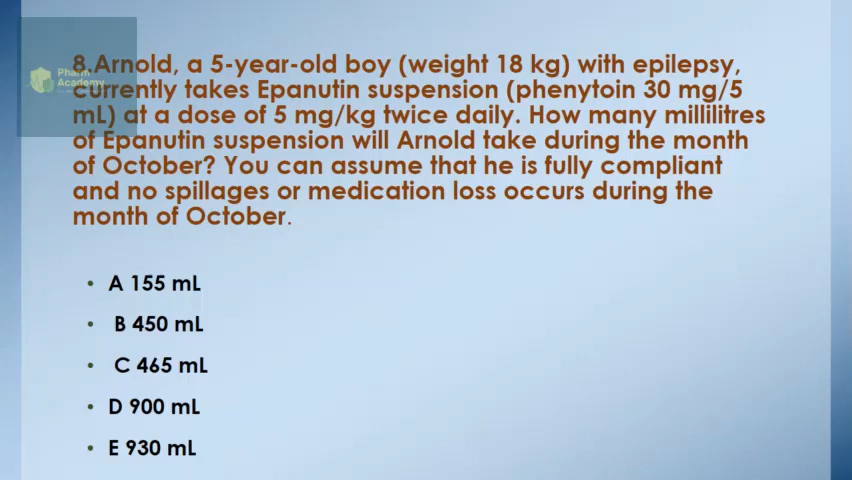 Pharm
Academy
8.Arnold, a 5-year-old boy (weight 18 kg) with epilepsy,
currently takes Epanutin suspension (phenytoin 30 mg/5
mL) at a dose of 5 mg/kg twice daily. How many millilitres
of Epanutin suspension will Arnold take during the month
of October? You can assume that he is fully compliant
and no spillages or medication loss occurs during the
month of October.
• A 155 mL
• B 450 mL
• C 465 mL
• D 900 mL
• E 930 mL